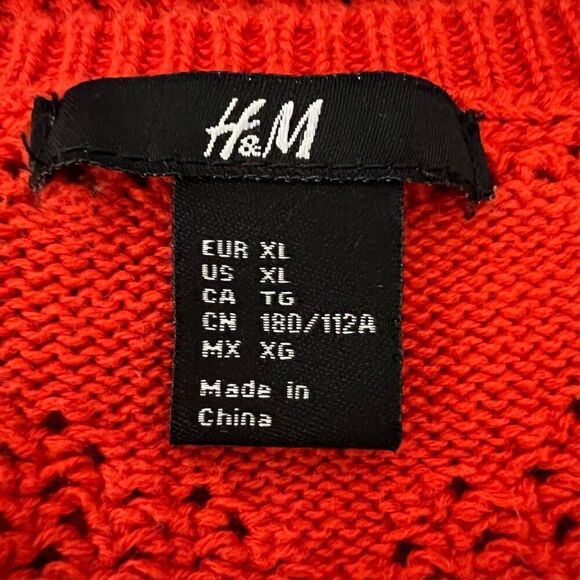 H&M
EUR XL
US XL
CA TG
CN 180/112A
MX XG
Made in
China